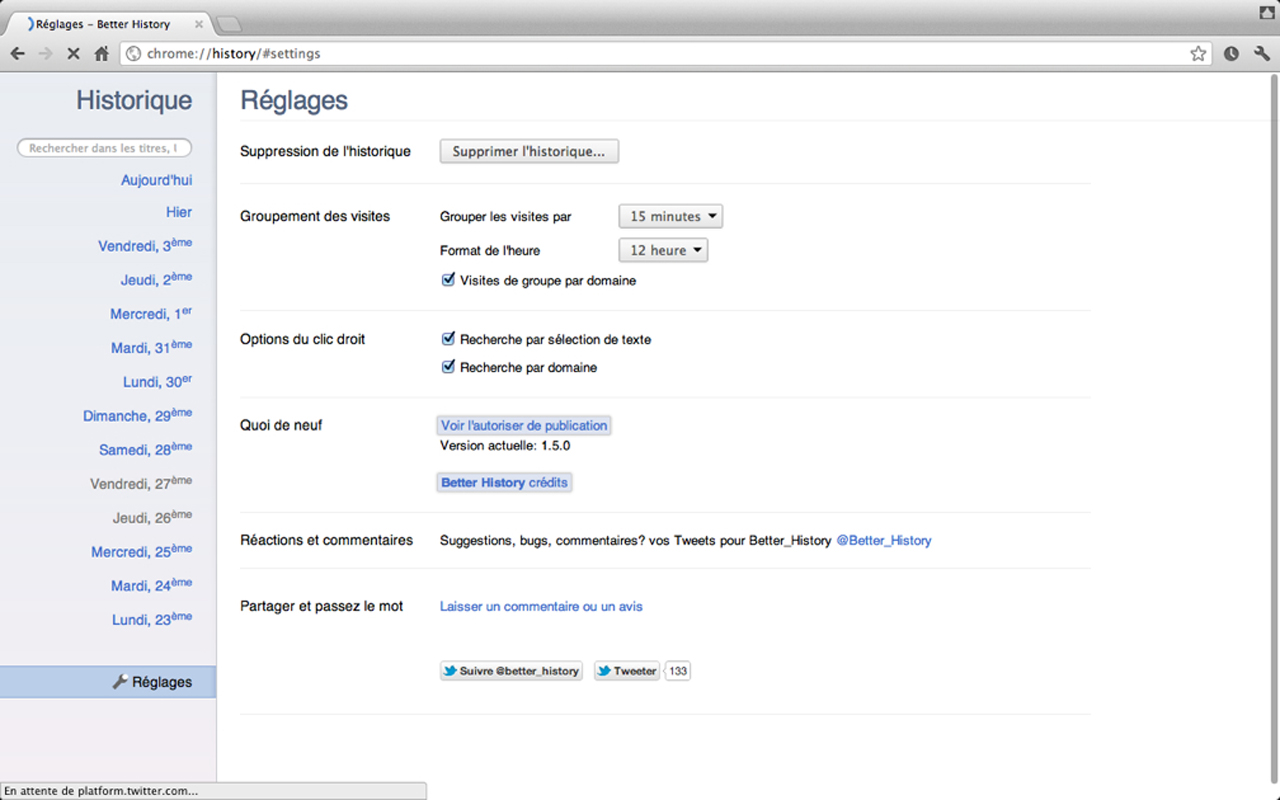 Réglages – Better History
chrome://history/#settings
Historique
Rechercher dans les titres,
Aujourd'hui
Hier
Vendredi, 3ème
Jeudi, 2ème
Mercredi, 1er
Mardi, 31ème
Lundi, 30er
Dimanche, 29ème
Samedi, 28ème
Vendredi, 27ème
Jeudi, 26ème
Mercredi, 25ème
Mardi, 24ème
Lundi, 23ème
Réglages
Réglages
Suppression de l'historique
Supprimer l'historique...
Groupement des visites
Grouper les visites par
15 minutes
Format de l'heure
12 heure
Visites de groupe par domaine
Options du clic droit
Recherche par sélection de texte
Recherche par domaine
Quoi de neuf
Voir l'autoriser de publication
Version actuelle: 1.5.0
Better History crédits
Réactions et commentaires
Suggestions, bugs, commentaires? vos Tweets pour Better_History @Better_History
Partager et passez le mot
Laisser un commentaire ou un avis
Suivre @better_history
Tweeter
133
En attente de platform.twitter.com...